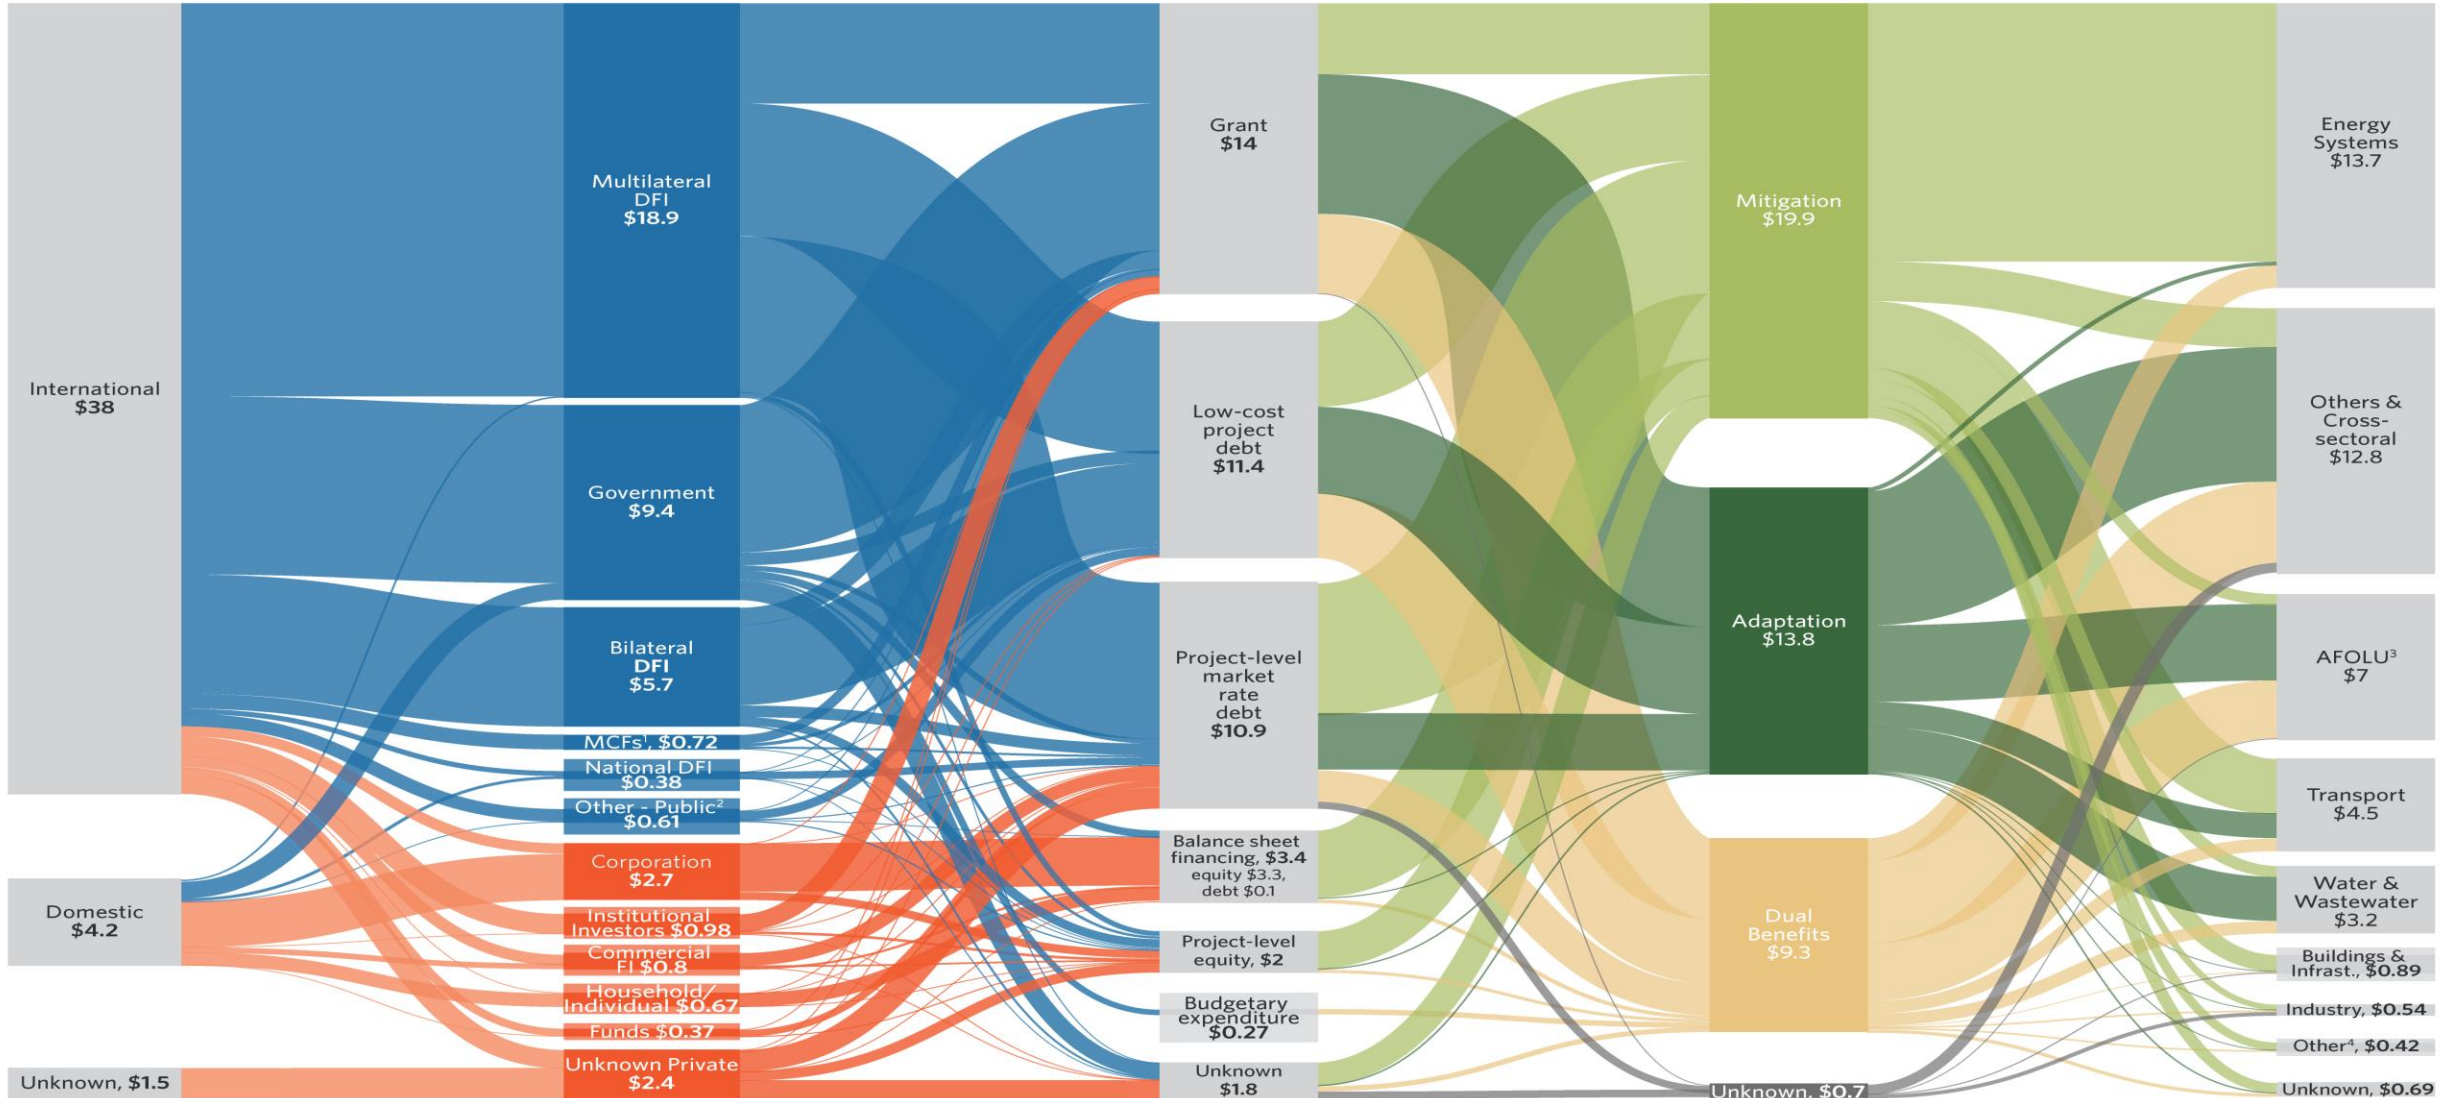 International
$38
Domestic
$4.2
Unknown, $1.5
Multilateral
DFI
$18.9
Government
$9.4
Bilateral
DFI
$5.7
MCFs¹, $0.72
National DFI
$0.38
Other - Public²
$0.61
Corporation
$2.7
Institutional
Investors $0.98
Commercial
FI $0.8
Household/
Individual $0.67
Funds $0.37
Unknown Private
$2.4
Grant
$14
Low-cost
project
debt
$11.4
Project-level
market
rate
debt
$10.9
Balance sheet
financing, $3.4
equity $3.3,
debt $0.1
Project-level
equity, $2
Budgetary
expenditure
$0.27
Unknown
$1.8
Mitigation
$19.9
Adaptation
$13.8
Dual
Benefits
$9.3
Unknown, $0.7
Energy
Systems
$13.7
Others &
Cross-
sectoral
$12.8
AFOLU³
$7
Transport
$4.5
Water &
Wastewater
$3.2
Buildings &
Infrast., $0.89
Industry, $0.54
Other⁴, $0.42
Unknown, $0.69